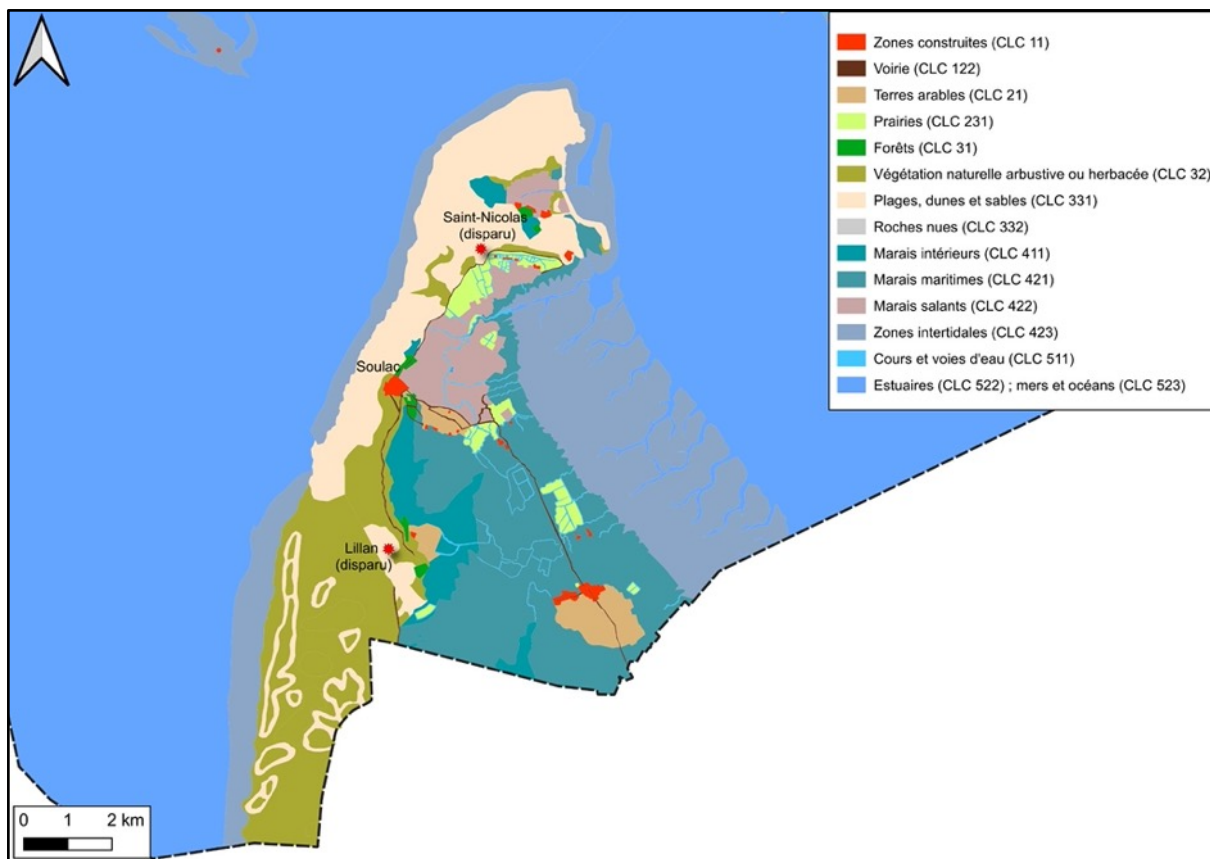 Zones construites (CLC 11)
Voirie (CLC 122)
Terres arables (CLC 21)
Prairies (CLC 231)
Forêts (CLC 31)
Végétation naturelle arbustive ou herbacée (CLC 32)
Plages, dunes et sables (CLC 331)
Roches nues (CLC 332)
Marais intérieurs (CLC 411)
Marais maritimes (CLC 421)
Marais salants (CLC 422)
Zones intertidales (CLC 423)
Cours et voies d'eau (CLC 511)
Estuaires (CLC 522) ; mers et océans (CLC 523)
Saint-Nicolas
(disparu)
Soulac
Lillan
(disparu)
0 1 2 km